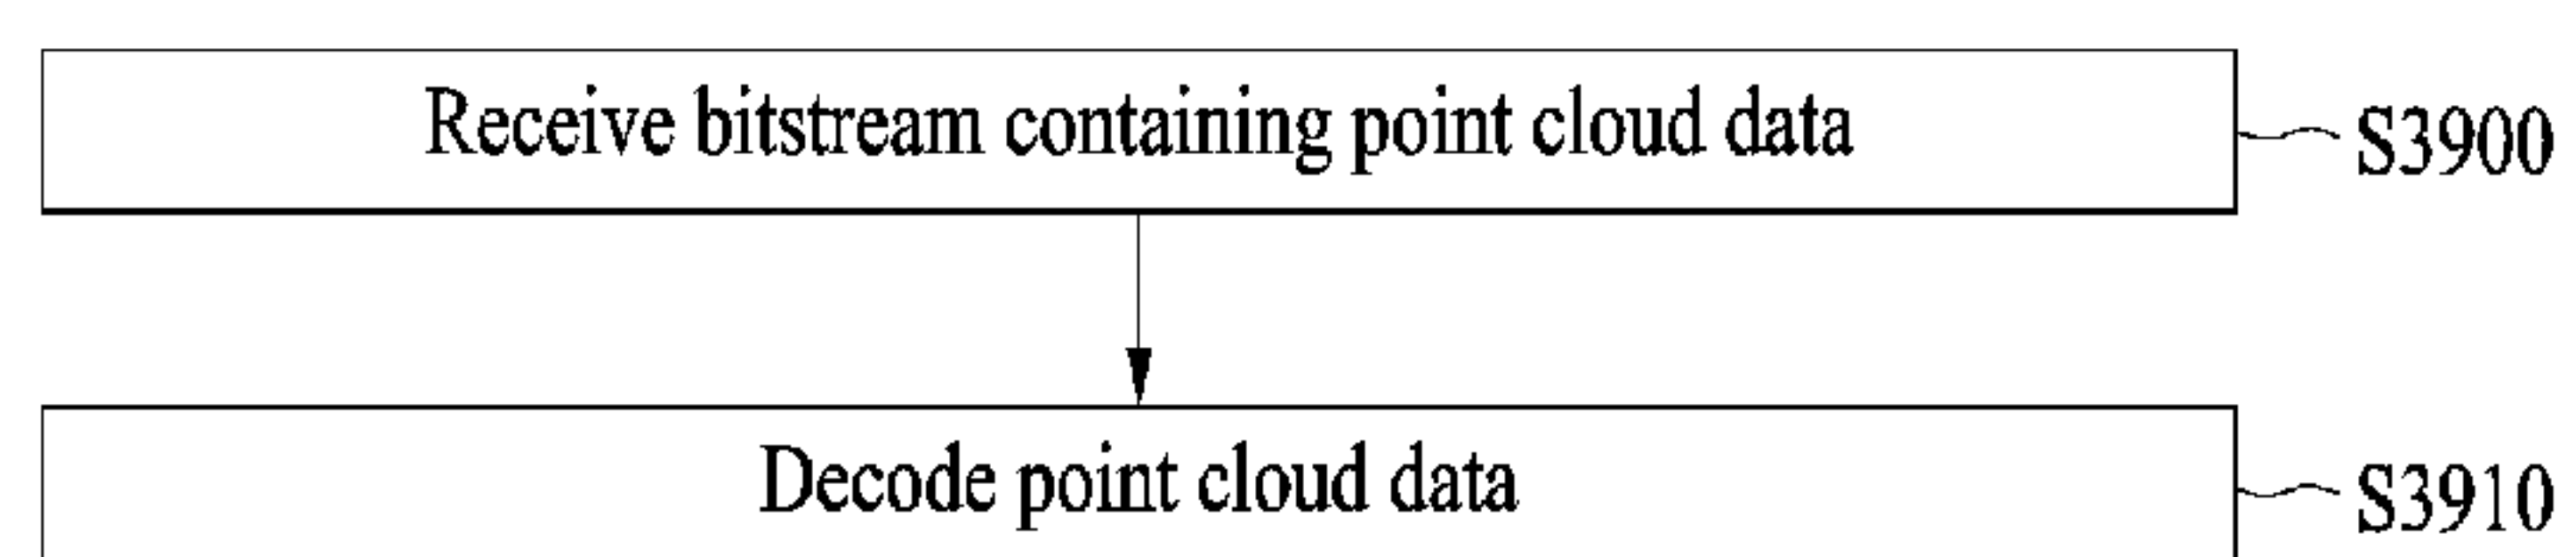 Receive bitstream containing point cloud data
S3900
Decode point cloud data
S3910